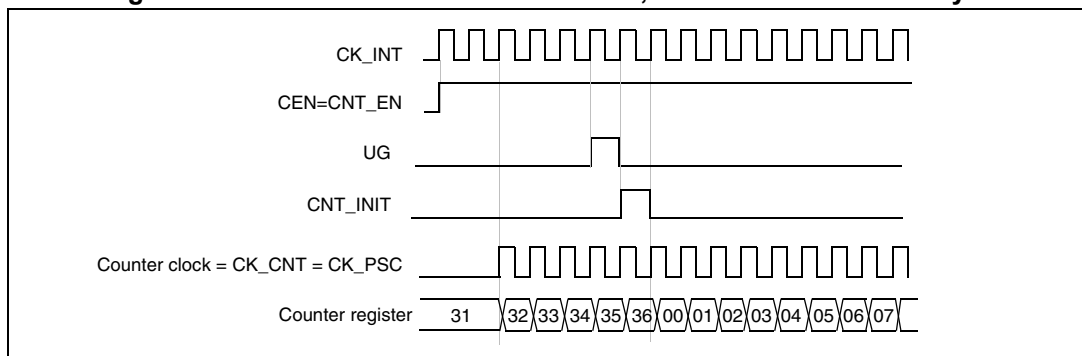 CK_INT
CEN=CNT_EN
UG
CNT_INIT
Counter clock = CK_CNT = CK_PSC
Counter register 31 32 33 34 35 36 00 01 02 03 04 05 06 07